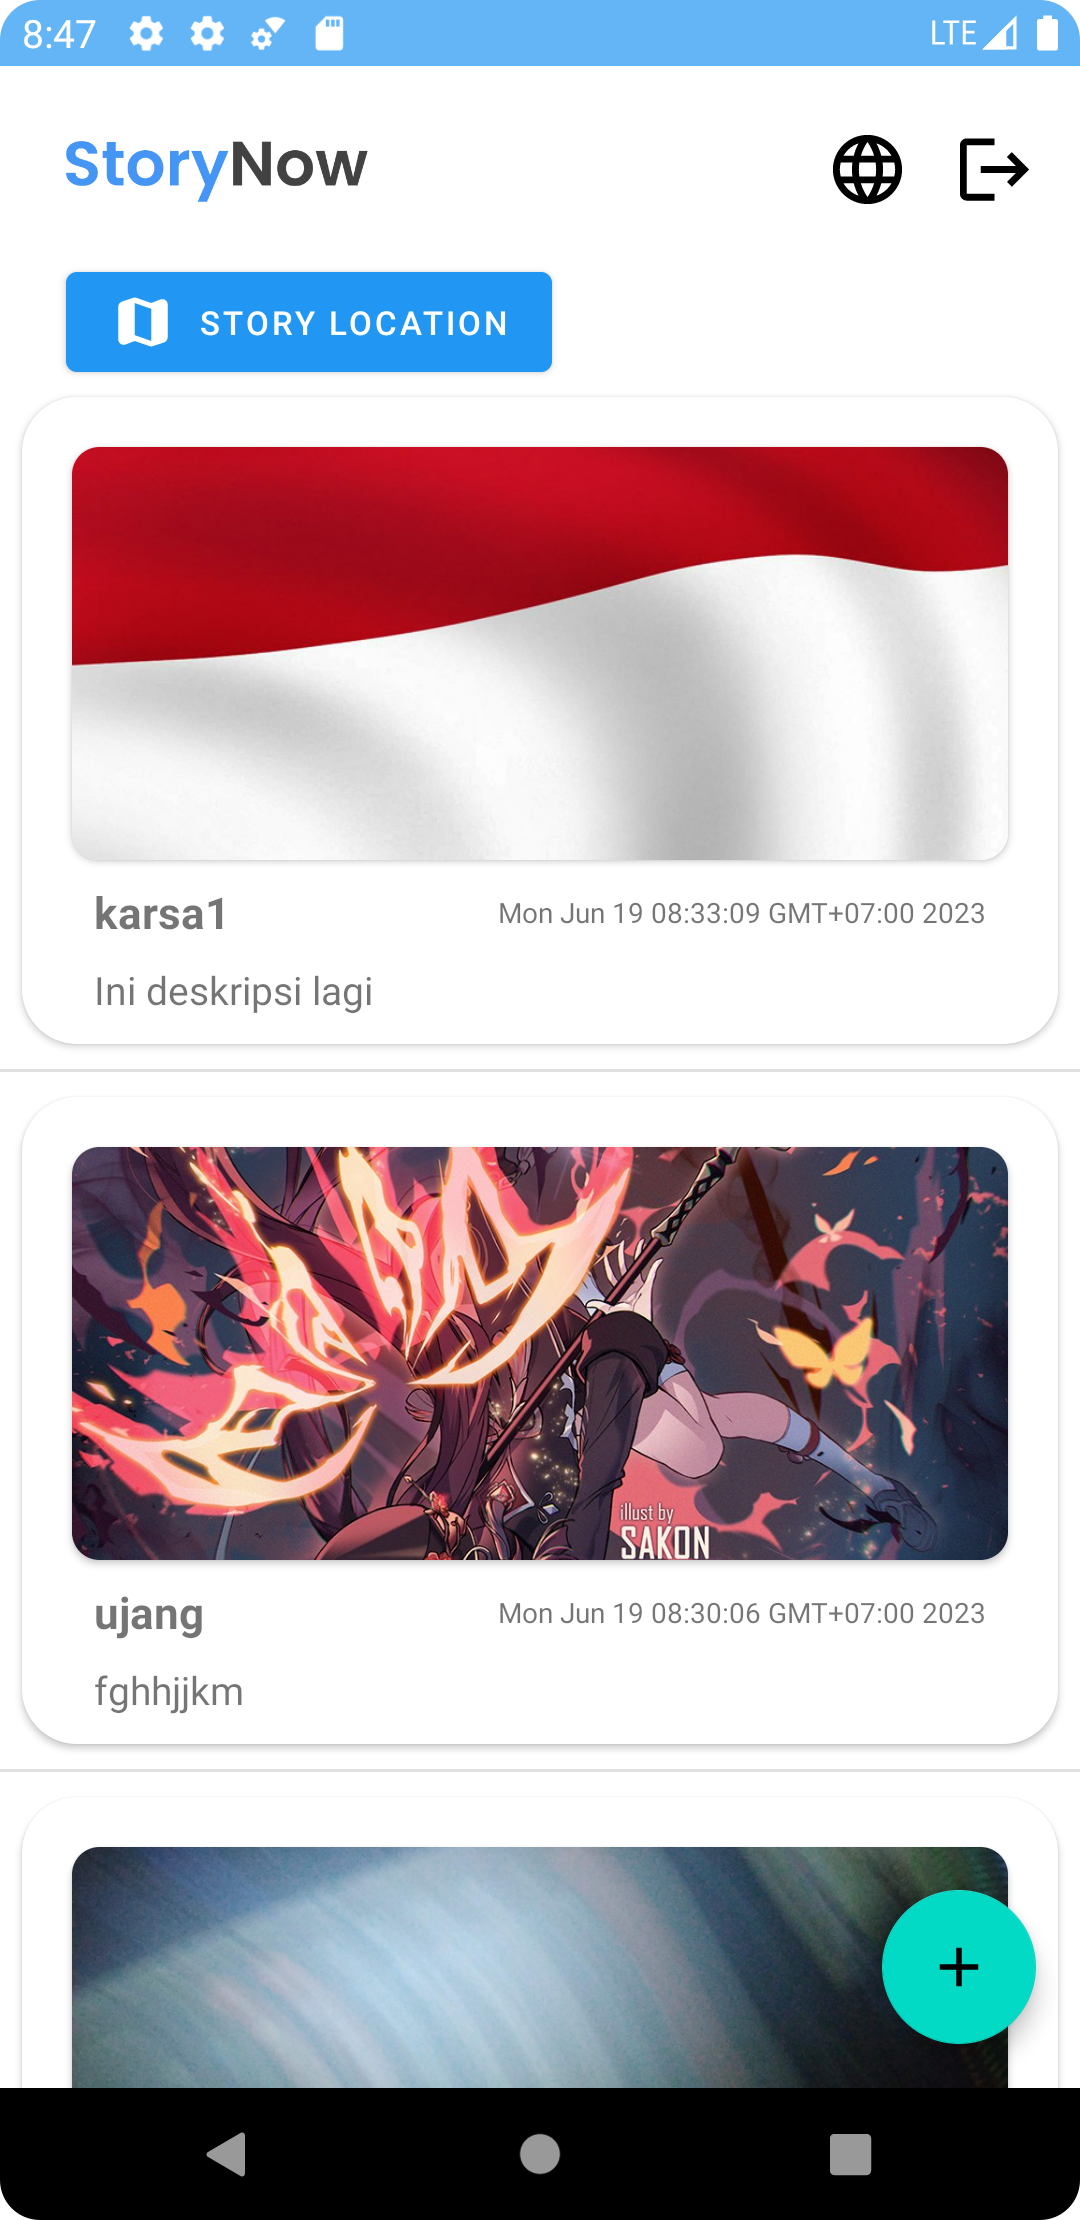 8:47
LTE
StoryNow
STORY LOCATION
karsa1
Mon Jun 19 08:33:09 GMT+07:00 2023
Ini deskripsi lagi
illust by
SAKON
ujang
Mon Jun 19 08:30:06 GMT+07:00 2023
fghhjjkm